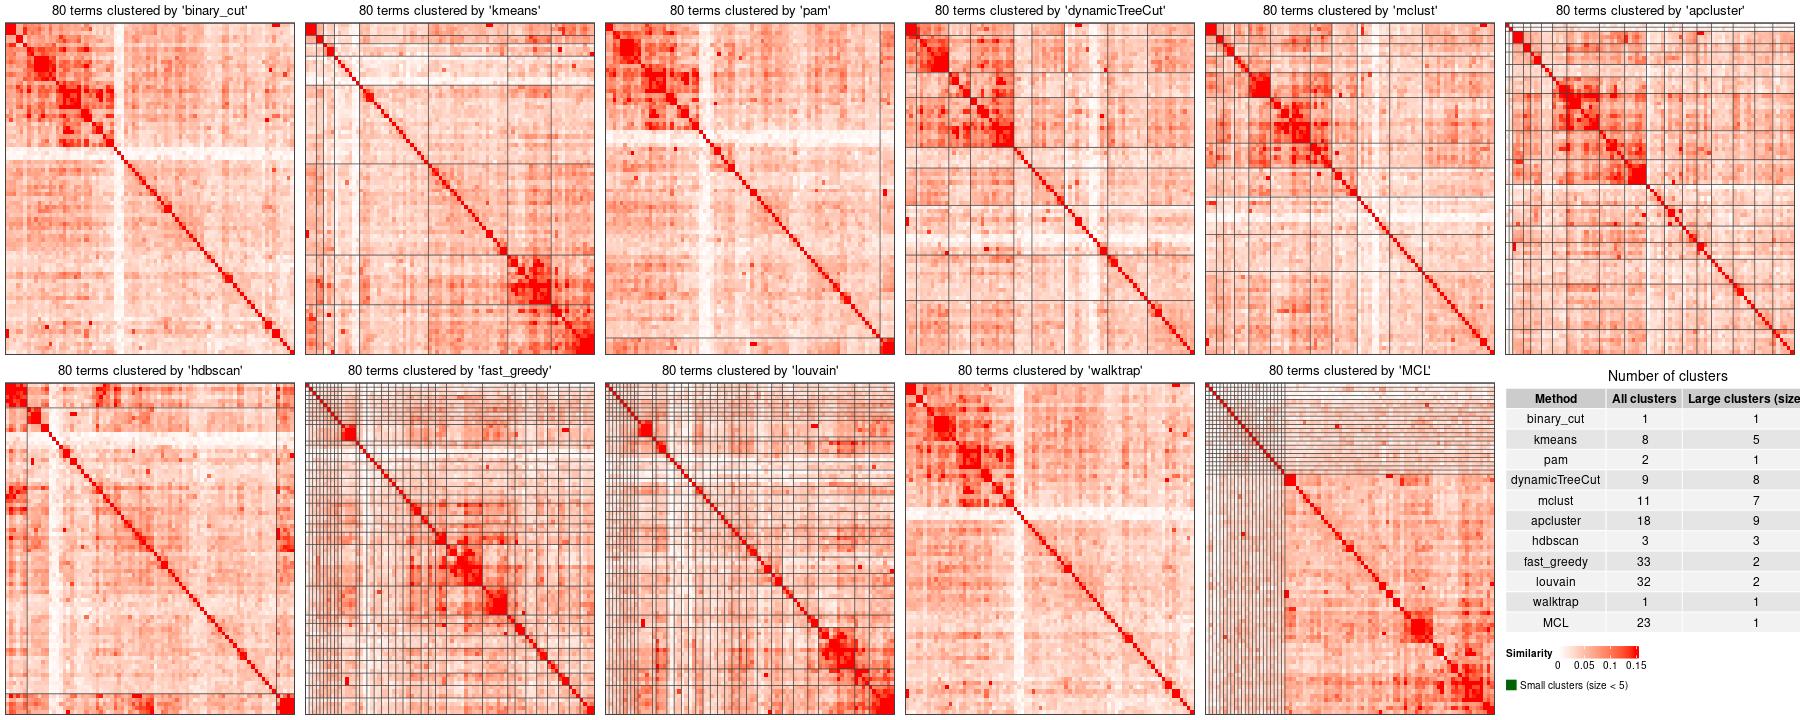 80 terms clustered by 'binary_cut'
80 terms clustered by 'kmeans'
80 terms clustered by 'pam'
80 terms clustered by 'dynamicTreeCut'
80 terms clustered by 'mclust'
80 terms clustered by 'apcluster'
80 terms clustered by 'hdbscan'
80 terms clustered by 'fast_greedy'
80 terms clustered by 'louvain'
80 terms clustered by 'walktrap'
80 terms clustered by 'MCL'
Number of clusters
Method All clusters Large clusters (size
binary_cut 1 1
kmeans 8 5
pam 2 1
dynamicTreeCut 9 8
mclust 11 7
apcluster 18 9
hdbscan 3 3
fast_greedy 33 2
louvain 32 2
walktrap 1 1
MCL 23 1
Similarity
0 0.05 0.1 0.15
Small clusters (size < 5)